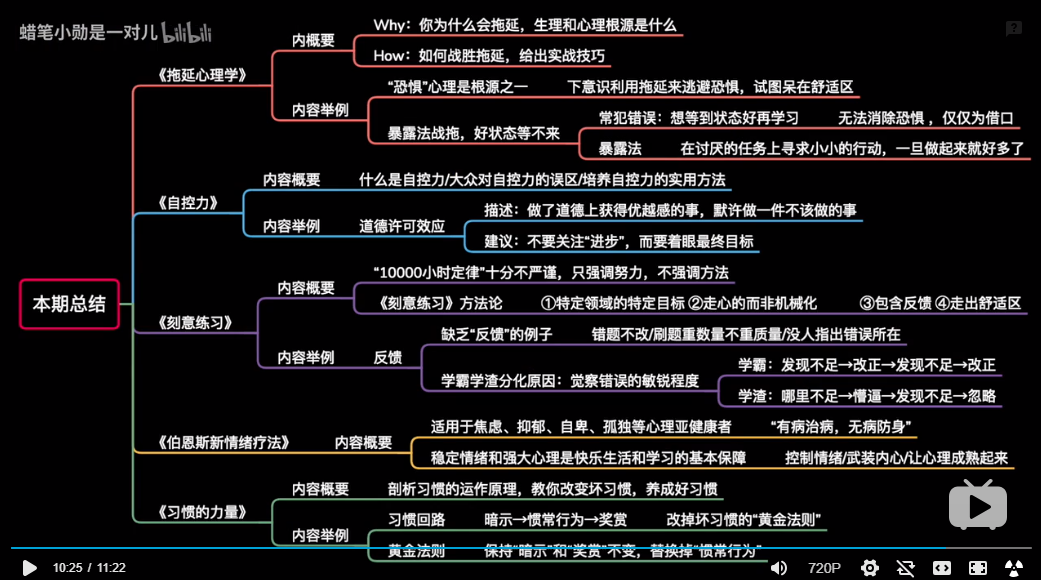 蜡笔小勋是一对儿 bilibili
Why：你为什么会拖延，生理和心理根源是什么
内概要
How：如何战胜拖延，给出实战技巧
《拖延心理学》
“恐惧”心理是根源之一 下意识利用拖延来逃避恐惧，试图呆在舒适区
内容举例
常犯错误：想等到状态好再学习 无法消除恐惧 ，仅仅为借口
暴露法战拖，好状态等不来
暴露法 在讨厌的任务上寻求小小的行动，一旦做起来就好多了
内容概要 什么是自控力/大众对自控力的误区/培养自控力的实用方法
《自控力》
描述：做了道德上获得优越感的事，默许做一件不该做的事
内容举例 道德许可效应
建议：不要关注“进步”，而要着眼最终目标
本期总结
“10000小时定律”十分不严谨，只强调努力，不强调方法
内容概要
《刻意练习》方法论 ①特定领域的特定目标 ②走心的而非机械化 ③包含反馈 ④走出舒适区
《刻意练习》
缺乏“反馈”的例子 错题不改/刷题重数量不重质量/没人指出错误所在
内容举例 反馈
学霸：发现不足→改正→发现不足→改正
学霸学渣分化原因：觉察错误的敏锐程度
学渣：哪里不足→懵逼→发现不足→忽略
适用于焦虑、抑郁、自卑、孤独等心理亚健康者 “有病治病，无病防身”
《伯恩斯新情绪疗法》 内容概要
稳定情绪和强大心理是快乐生活和学习的基本保障 控制情绪/武装内心/让心理成熟起来
内容概要 剖析习惯的运作原理，教你改变坏习惯，养成好习惯
《习惯的力量》
习惯回路 暗示→惯常行为→奖赏 改掉坏习惯的“黄金法则”
内容举例
黄金法则 保持“暗示”和“奖赏”不变，替换掉“惯常行为”
10:25 / 11:22 720P